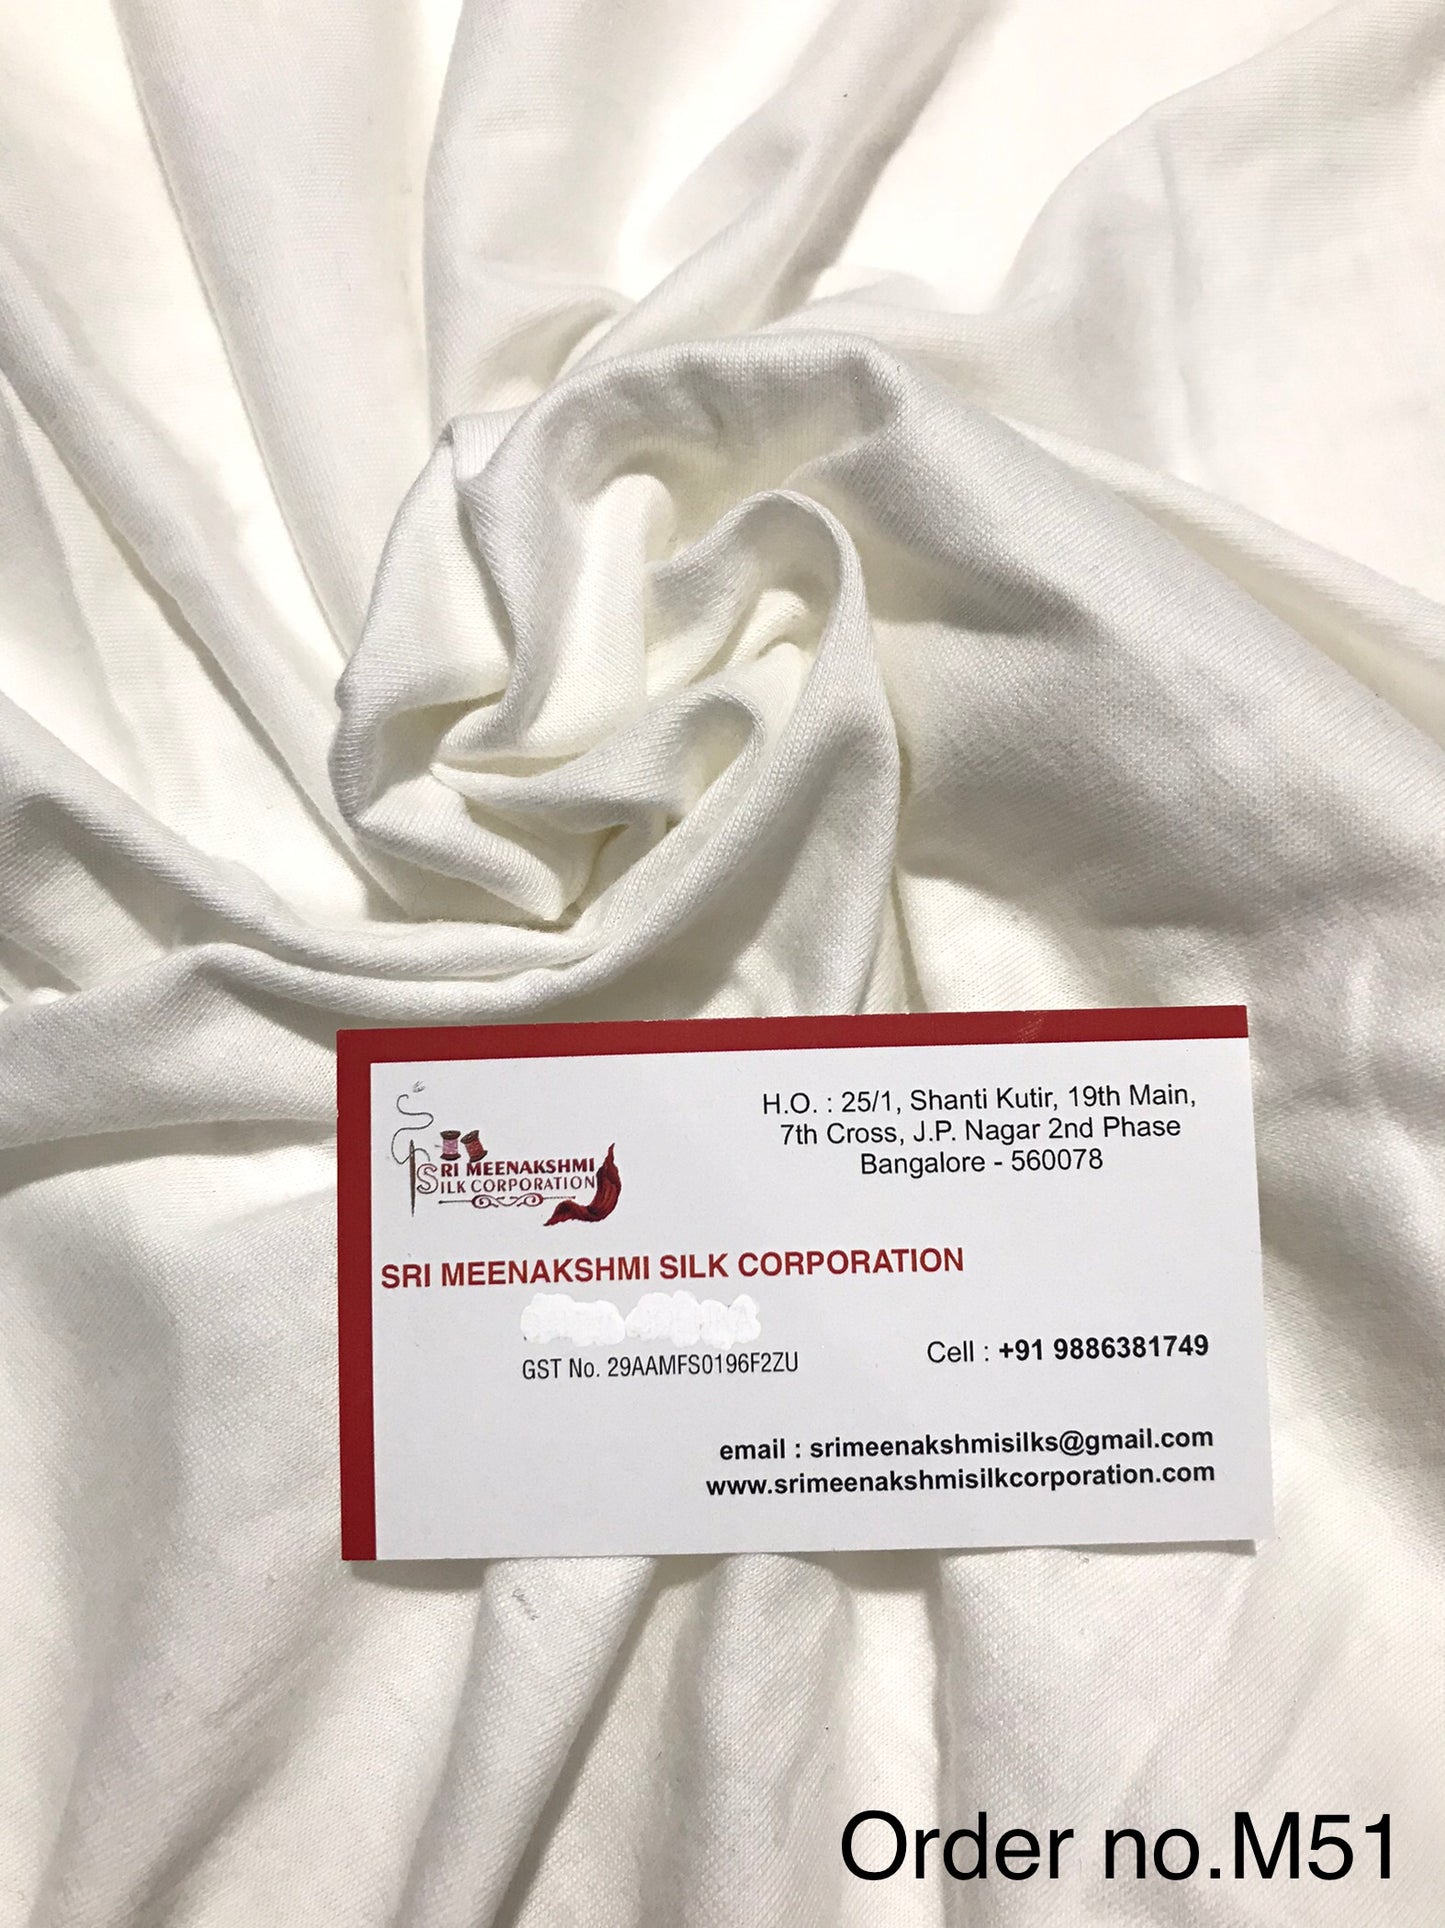 H.O. : 25/1, Shanti Kutir, 19th Main,
7th Cross, J.P. Nagar 2nd Phase
Bangalore - 560078
SRI MEENAKSHMI
SILK CORPORATION
SRI MEENAKSHMI SILK CORPORATION
GST No. 29AAMFS0196F2ZU
Cell : +91 9886381749
email : srimeenakshmisilks@gmail.com
www.srimeenakshmisilkcorporation.com
Order no.M51